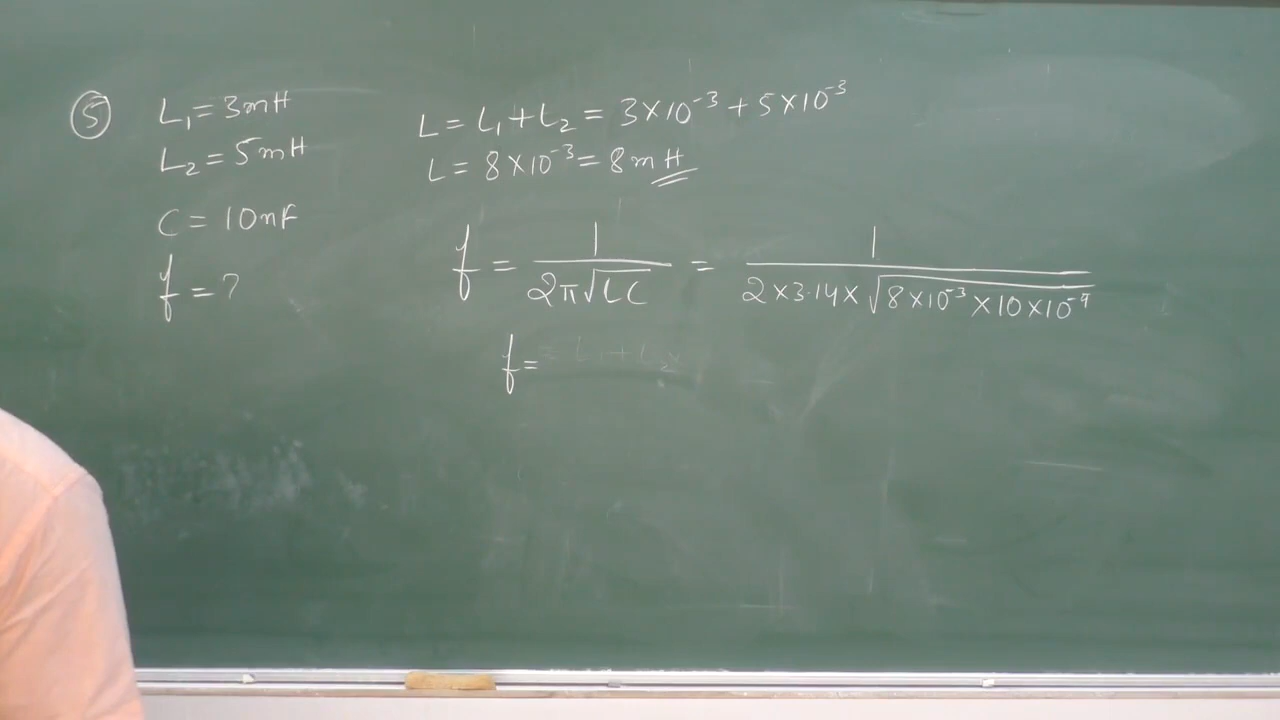 ⑤ L₁ = 3mH
L₂ = 5mH
C = 10nF
f = ?
L = L₁ + L₂ = 3×10⁻³ + 5×10⁻³
L = 8×10⁻³ = 8mH
f = 1 / 2π√LC = 1 / 2×3.14×√8×10⁻³×10×10⁻⁹
f =